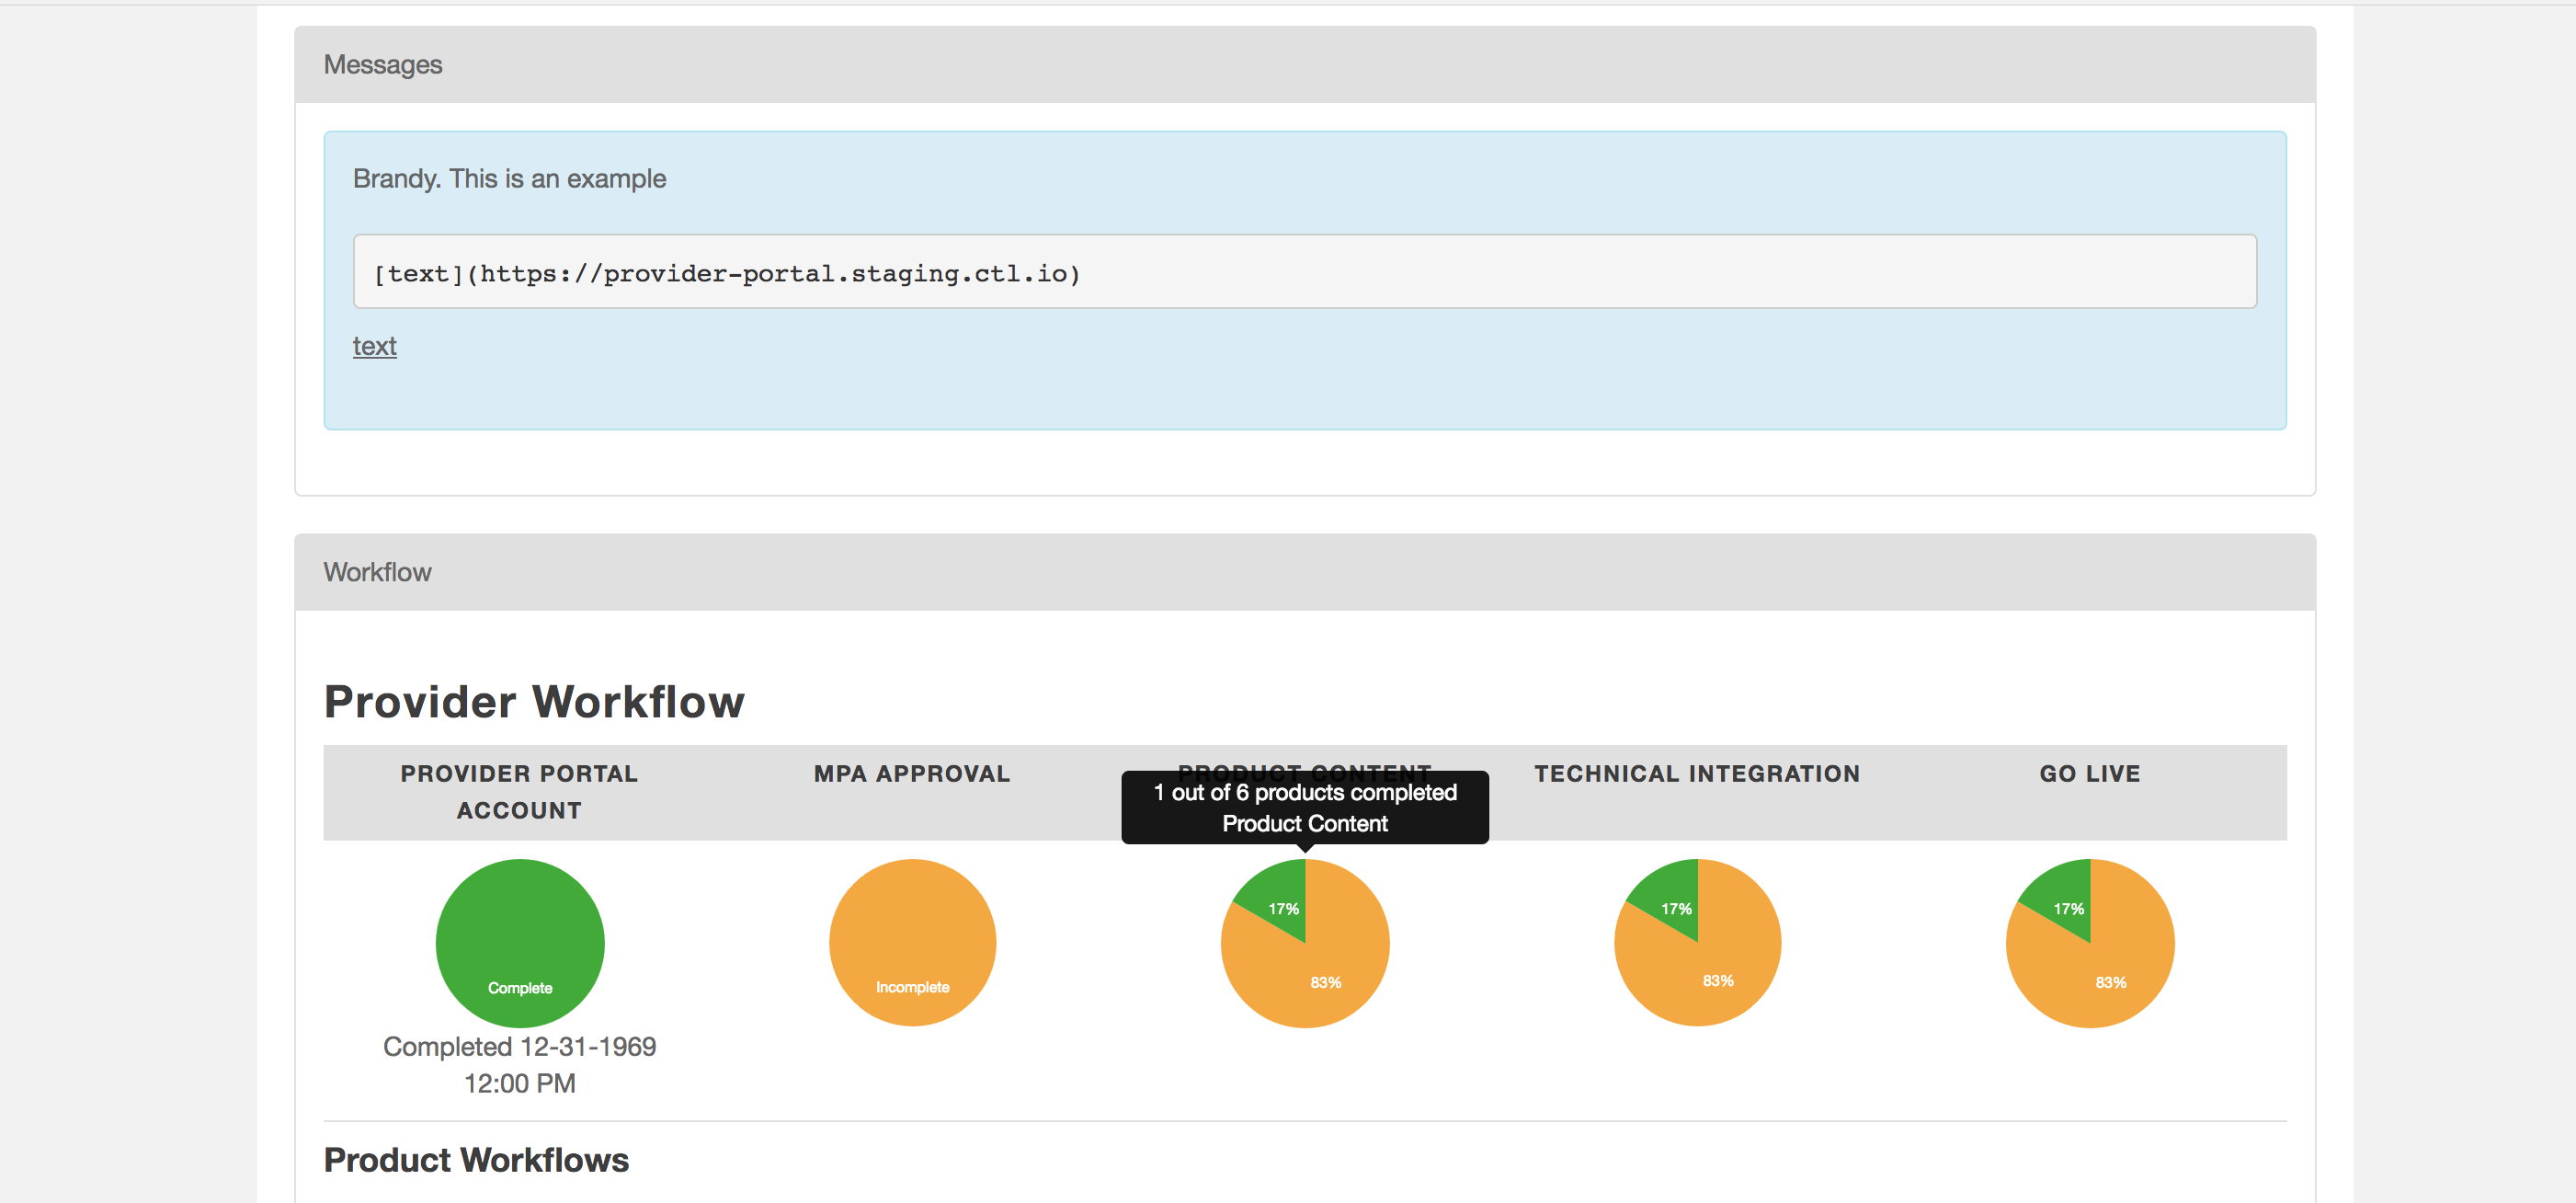 Messages
Brandy. This is an example
[text](https://provider-portal.staging.ctl.io)
text
Workflow
Provider Workflow
PROVIDER PORTAL
ACCOUNT
MPA APPROVAL
PRODUCT CONTENT
TECHNICAL INTEGRATION
GO LIVE
1 out of 6 products completed
Product Content
Complete
Incomplete
17%
83%
17%
83%
17%
83%
Completed 12-31-1969
12:00 PM
Product Workflows